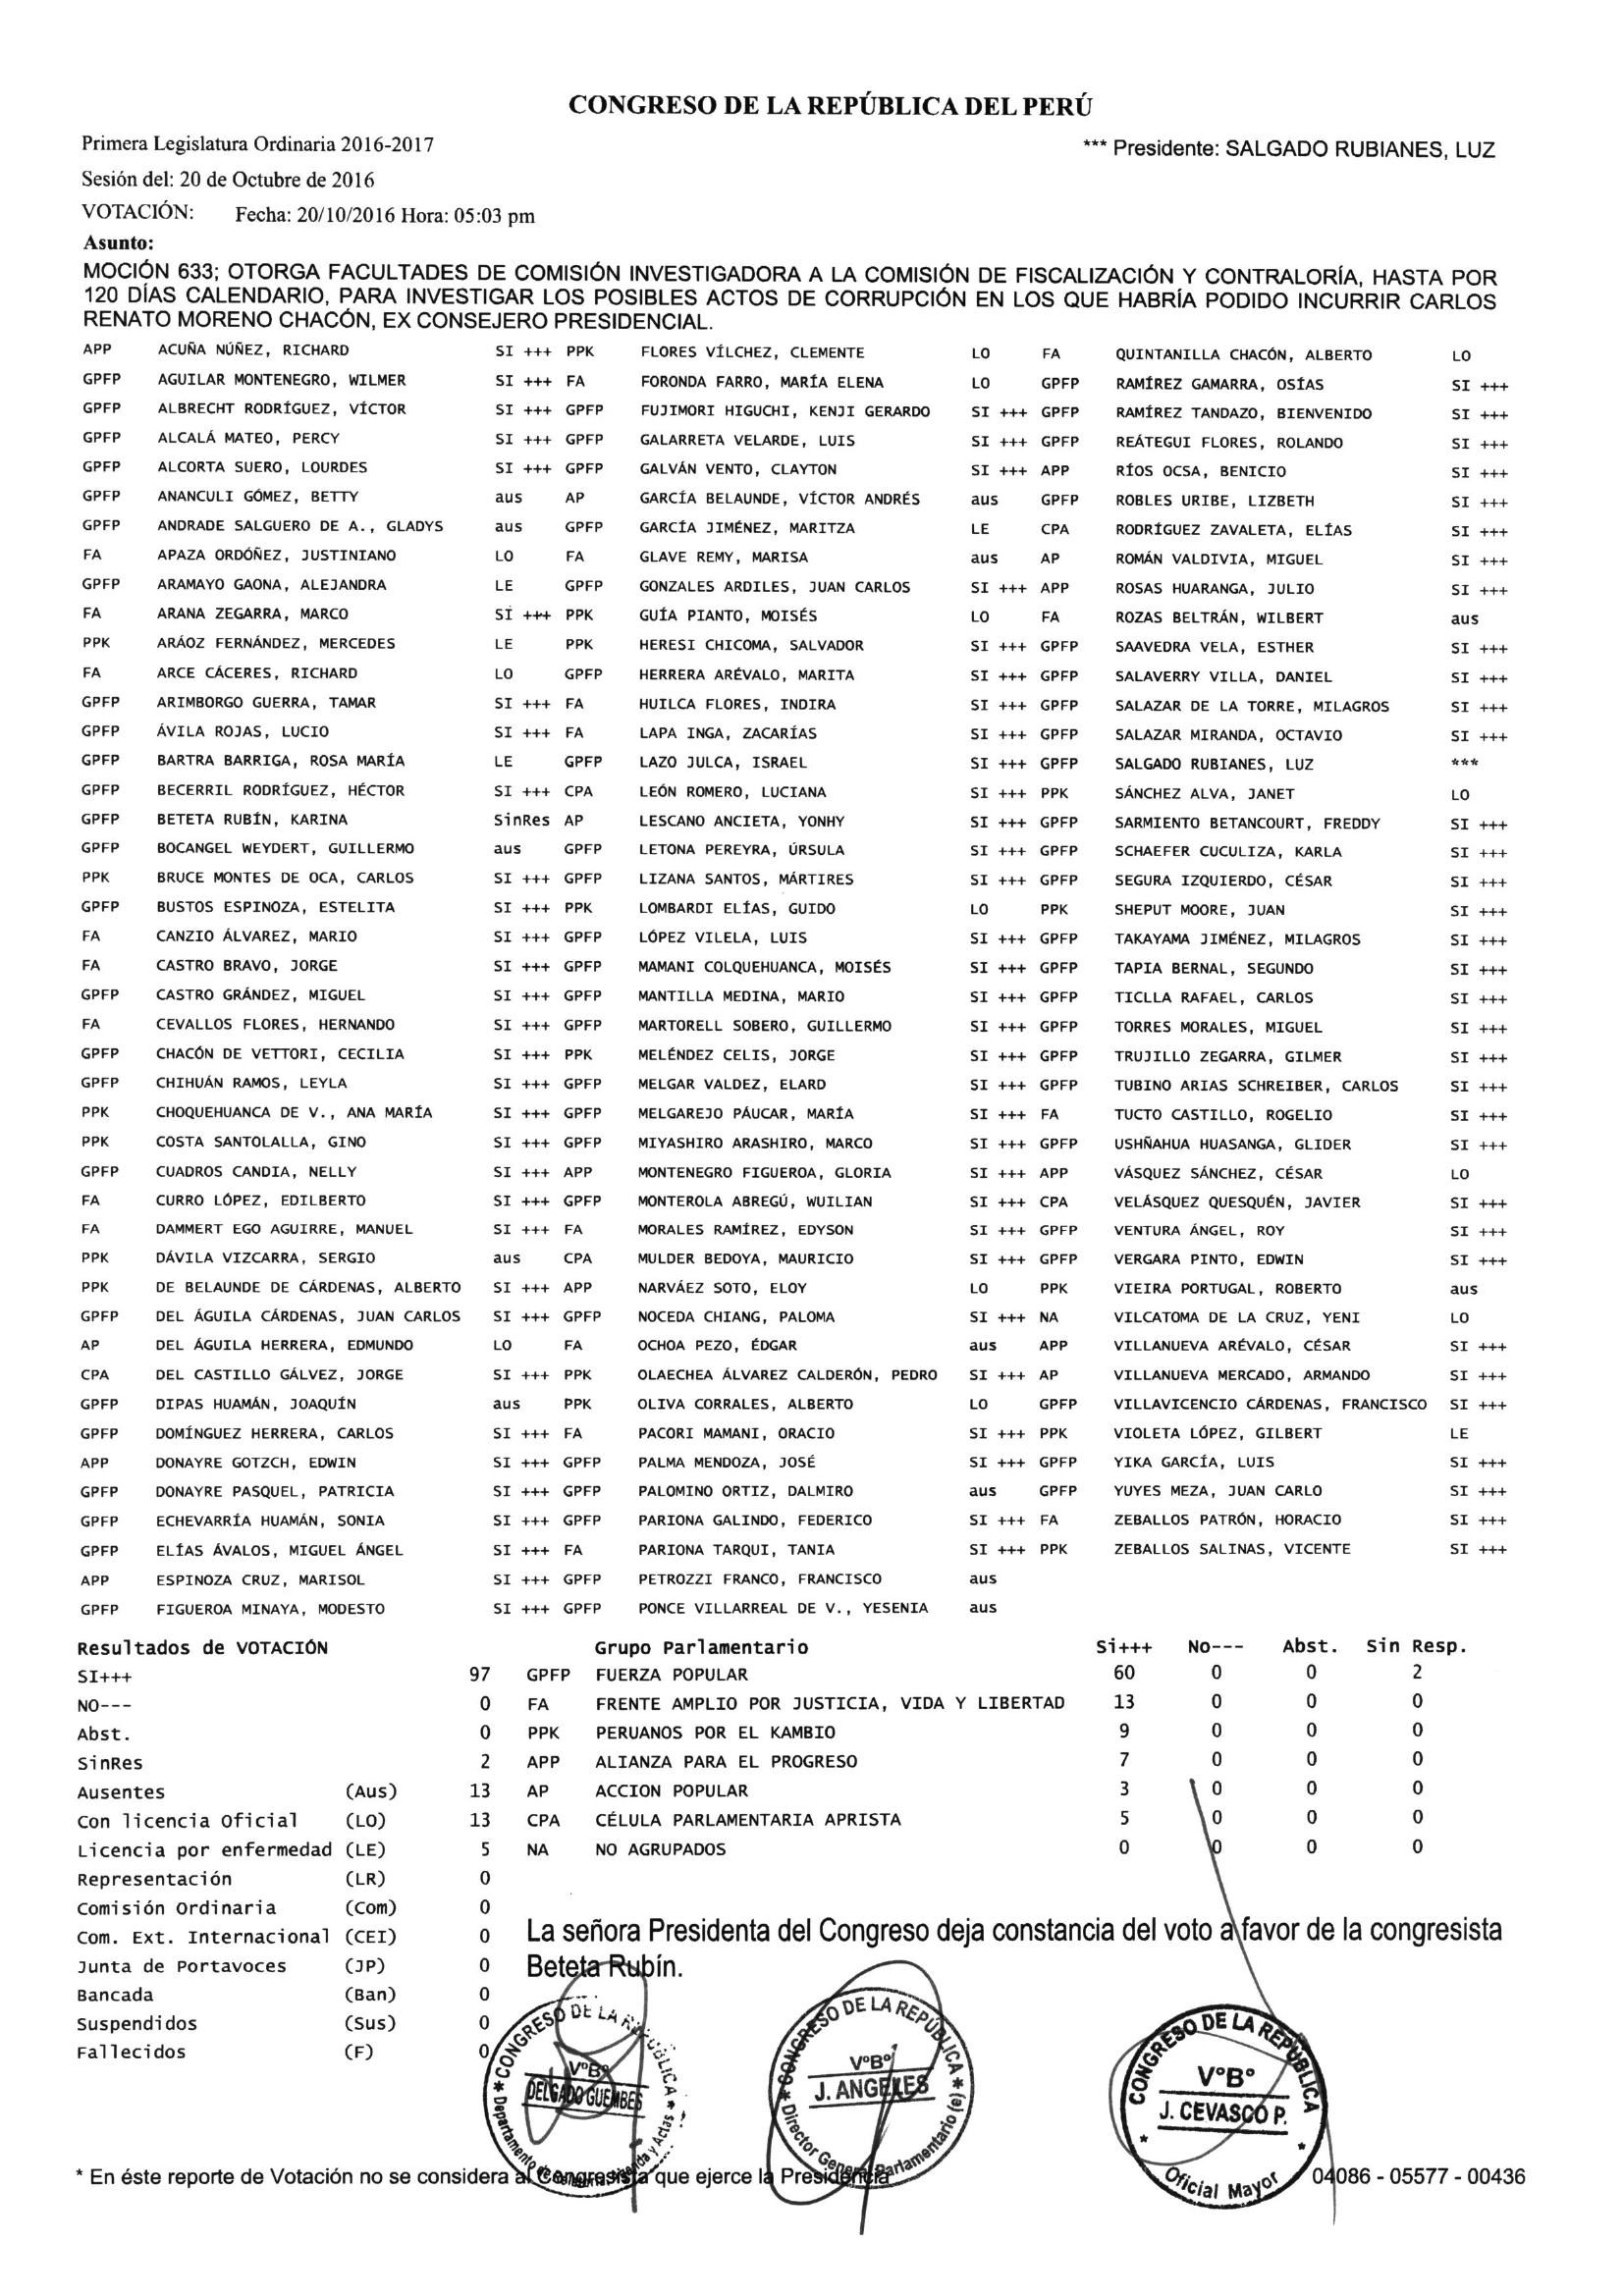 CONGRESO DE LA REPÚBLICA DEL PERÚ
Primera Legislatura Ordinaria 2016-2017 *** Presidente: SALGADO RUBIANES, LUZ
Sesión del: 20 de Octubre de 2016
VOTACIÓN: Fecha: 20/10/2016 Hora: 05:03 pm
Asunto:
MOCIÓN 633; OTORGA FACULTADES DE COMISIÓN INVESTIGADORA A LA COMISIÓN DE FISCALIZACIÓN Y CONTRALORÍA, HASTA POR
120 DÍAS CALENDARIO, PARA INVESTIGAR LOS POSIBLES ACTOS DE CORRUPCIÓN EN LOS QUE HABRÍA PODIDO INCURRIR CARLOS
RENATO MORENO CHACÓN, EX CONSEJERO PRESIDENCIAL.
APP ACUÑA NÚÑEZ, RICHARD SI +++ PPK FLORES VÍLCHEZ, CLEMENTE LO FA QUINTANILLA CHACÓN, ALBERTO LO
GPFP AGUILAR MONTENEGRO, WILMER SI +++ FA FORONDA FARRO, MARÍA ELENA LO GPFP RAMÍREZ GAMARRA, OSÍAS SI +++
GPFP ALBRECHT RODRÍGUEZ, VÍCTOR SI +++ GPFP FUJIMORI HIGUCHI, KENJI GERARDO SI +++ GPFP RAMÍREZ TANDAZO, BIENVENIDO SI +++
GPFP ALCALÁ MATEO, PERCY SI +++ GPFP GALARRETA VELARDE, LUIS SI +++ GPFP REÁTEGUI FLORES, ROLANDO SI +++
GPFP ALCORTA SUERO, LOURDES SI +++ GPFP GALVÁN VENTO, CLAYTON SI +++ APP RÍOS OCSA, BENICIO SI +++
GPFP ANANCULI GÓMEZ, BETTY aus AP GARCÍA BELAUNDE, VÍCTOR ANDRÉS aus GPFP ROBLES URIBE, LIZBETH SI +++
GPFP ANDRADE SALGUERO DE A., GLADYS aus GPFP GARCÍA JIMÉNEZ, MARITZA LE CPA RODRÍGUEZ ZAVALETA, ELÍAS SI +++
FA APAZA ORDÓÑEZ, JUSTINIANO LO FA GLAVE REMY, MARISA aus AP ROMÁN VALDIVIA, MIGUEL SI +++
GPFP ARAMAYO GAONA, ALEJANDRA LE GPFP GONZALES ARDILES, JUAN CARLOS SI +++ APP ROSAS HUARANGA, JULIO SI +++
FA ARANA ZEGARRA, MARCO SI +++ PPK GUÍA PIANTO, MOISÉS LO FA ROZAS BELTRÁN, WILBERT aus
PPK ARÁOZ FERNÁNDEZ, MERCEDES LE PPK HERESI CHICOMA, SALVADOR SI +++ GPFP SAAVEDRA VELA, ESTHER SI +++
FA ARCE CÁCERES, RICHARD LO GPFP HERRERA ARÉVALO, MARITA SI +++ GPFP SALAVERRY VILLA, DANIEL SI +++
GPFP ARIMBORGO GUERRA, TAMAR SI +++ FA HUILCA FLORES, INDIRA SI +++ GPFP SALAZAR DE LA TORRE, MILAGROS SI +++
GPFP ÁVILA ROJAS, LUCIO SI +++ FA LAPA INGA, ZACARÍAS SI +++ GPFP SALAZAR MIRANDA, OCTAVIO SI +++
GPFP BARTRA BARRIGA, ROSA MARÍA LE GPFP LAZO JULCA, ISRAEL SI +++ GPFP SALGADO RUBIANES, LUZ ***
GPFP BECERRIL RODRÍGUEZ, HÉCTOR SI +++ CPA LEÓN ROMERO, LUCIANA SI +++ PPK SÁNCHEZ ALVA, JANET LO
GPFP BETETA RUBÍN, KARINA SinRes AP LESCANO ANCIETA, YONHY SI +++ GPFP SARMIENTO BETANCOURT, FREDDY SI +++
GPFP BOCANGEL WEYDERT, GUILLERMO aus GPFP LETONA PEREYRA, ÚRSULA SI +++ GPFP SCHAEFER CUCULIZA, KARLA SI +++
PPK BRUCE MONTES DE OCA, CARLOS SI +++ GPFP LIZANA SANTOS, MÁRTIRES SI +++ GPFP SEGURA IZQUIERDO, CÉSAR SI +++
GPFP BUSTOS ESPINOZA, ESTELITA SI +++ PPK LOMBARDI ELÍAS, GUIDO LO PPK SHEPUT MOORE, JUAN SI +++
FA CANZIO ÁLVAREZ, MARIO SI +++ GPFP LÓPEZ VILELA, LUIS SI +++ GPFP TAKAYAMA JIMÉNEZ, MILAGROS SI +++
FA CASTRO BRAVO, JORGE SI +++ GPFP MAMANI COLQUEHUANCA, MOISÉS SI +++ GPFP TAPIA BERNAL, SEGUNDO SI +++
GPFP CASTRO GRÁNDEZ, MIGUEL SI +++ GPFP MANTILLA MEDINA, MARIO SI +++ GPFP TICLLA RAFAEL, CARLOS SI +++
FA CEVALLOS FLORES, HERNANDO SI +++ GPFP MARTORELL SOBERO, GUILLERMO SI +++ GPFP TORRES MORALES, MIGUEL SI +++
GPFP CHACÓN DE VETTORI, CECILIA SI +++ PPK MELÉNDEZ CELIS, JORGE SI +++ GPFP TRUJILLO ZEGARRA, GILMER SI +++
GPFP CHIHUÁN RAMOS, LEYLA SI +++ GPFP MELGAR VALDEZ, ELARD SI +++ GPFP TUBINO ARIAS SCHREIBER, CARLOS SI +++
PPK CHOQUEHUANCA DE V., ANA MARÍA SI +++ GPFP MELGAREJO PÁUCAR, MARÍA SI +++ FA TUCTO CASTILLO, ROGELIO SI +++
PPK COSTA SANTOLALLA, GINO SI +++ GPFP MIYASHIRO ARASHIRO, MARCO SI +++ GPFP USHÑAHUA HUASANGA, GLIDER SI +++
GPFP CUADROS CANDIA, NELLY SI +++ APP MONTENEGRO FIGUEROA, GLORIA SI +++ APP VÁSQUEZ SÁNCHEZ, CÉSAR LO
FA CURRO LÓPEZ, EDILBERTO SI +++ GPFP MONTEROLA ABREGÚ, WUILIAN SI +++ CPA VELÁSQUEZ QUESQUÉN, JAVIER SI +++
FA DAMMERT EGO AGUIRRE, MANUEL SI +++ FA MORALES RAMÍREZ, EDYSON SI +++ GPFP VENTURA ÁNGEL, ROY SI +++
PPK DÁVILA VIZCARRA, SERGIO aus CPA MULDER BEDOYA, MAURICIO SI +++ GPFP VERGARA PINTO, EDWIN SI +++
PPK DE BELAUNDE DE CÁRDENAS, ALBERTO SI +++ APP NARVÁEZ SOTO, ELOY LO PPK VIEIRA PORTUGAL, ROBERTO aus
GPFP DEL ÁGUILA CÁRDENAS, JUAN CARLOS SI +++ GPFP NOCEDA CHIANG, PALOMA SI +++ NA VILCATOMA DE LA CRUZ, YENI LO
AP DEL ÁGUILA HERRERA, EDMUNDO LO FA OCHOA PEZO, ÉDGAR aus APP VILLANUEVA ARÉVALO, CÉSAR SI +++
CPA DEL CASTILLO GÁLVEZ, JORGE SI +++ PPK OLAECHEA ÁLVAREZ CALDERÓN, PEDRO SI +++ AP VILLANUEVA MERCADO, ARMANDO SI +++
GPFP DIPAS HUAMÁN, JOAQUÍN aus PPK OLIVA CORRALES, ALBERTO LO GPFP VILLAVICENCIO CÁRDENAS, FRANCISCO SI +++
GPFP DOMÍNGUEZ HERRERA, CARLOS SI +++ FA PACORI MAMANI, ORACIO SI +++ PPK VIOLETA LÓPEZ, GILBERT LE
APP DONAYRE GOTZCH, EDWIN SI +++ GPFP PALMA MENDOZA, JOSÉ SI +++ GPFP YIKA GARCÍA, LUIS SI +++
GPFP DONAYRE PASQUEL, PATRICIA SI +++ GPFP PALOMINO ORTIZ, DALMIRO aus GPFP YUYES MEZA, JUAN CARLO SI +++
GPFP ECHEVARRÍA HUAMÁN, SONIA SI +++ GPFP PARIONA GALINDO, FEDERICO SI +++ FA ZEBALLOS PATRÓN, HORACIO SI +++
GPFP ELÍAS ÁVALOS, MIGUEL ÁNGEL SI +++ FA PARIONA TARQUI, TANIA SI +++ PPK ZEBALLOS SALINAS, VICENTE SI +++
APP ESPINOZA CRUZ, MARISOL SI +++ GPFP PETROZZI FRANCO, FRANCISCO aus
GPFP FIGUEROA MINAYA, MODESTO SI +++ GPFP PONCE VILLARREAL DE V., YESENIA aus
Resultados de VOTACIÓN Grupo Parlamentario Si+++ No--- Abst. Sin Resp.
SI+++ 97 GPFP FUERZA POPULAR 60 0 0 2
NO--- 0 FA FRENTE AMPLIO POR JUSTICIA, VIDA Y LIBERTAD 13 0 0 0
Abst. 0 PPK PERUANOS POR EL KAMBIO 9 0 0 0
SinRes 2 APP ALIANZA PARA EL PROGRESO 7 0 0 0
Ausentes (Aus) 13 AP ACCION POPULAR 3 0 0 0
Con licencia Oficial (LO) 13 CPA CÉLULA PARLAMENTARIA APRISTA 5 0 0 0
Licencia por enfermedad (LE) 5 NA NO AGRUPADOS 0 0 0 0
Representación (LR) 0
Comisión Ordinaria (Com) 0
Com. Ext. Internacional (CEI) 0
Junta de Portavoces (JP) 0
Bancada (Ban) 0
Suspendidos (Sus) 0
Fallecidos (F) 0
La señora Presidenta del Congreso deja constancia del voto a favor de la congresista
Beteta Rubín.
* CONGRESO DE LA REPÚBLICA *
V°B°
DELGADO GUEMBES
Departamento de Agenda y Actas
* CONGRESO DE LA REPÚBLICA *
V°B°
J. ANGELES
Director General Parlamentario (e)
CONGRESO DE LA REPÚBLICA
V°B°
J. CEVASCO P.
* Oficial Mayor *
* En éste reporte de Votación no se considera al Congresista que ejerce la Presidencia 04086 - 05577 - 00436